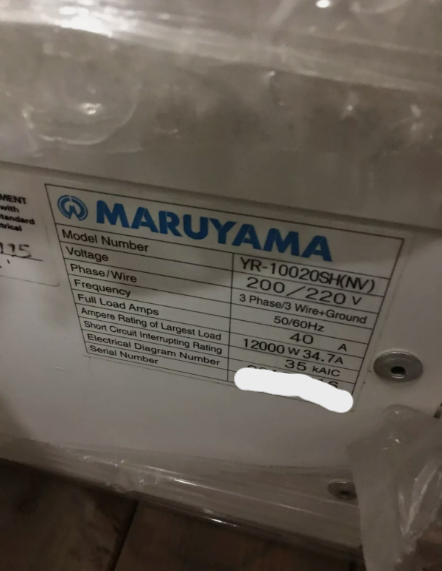 MENT
with
tandard
trical
MARUYAMA
Model Number YR-10020SH(NV)
Voltage 200/220 V
Phase/Wire 3 Phase/3 Wire+Ground
Frequency 50/60Hz
Full Load Amps 40 A
Ampere Rating of Largest Load 12000W 34.7A
Short Circuit Interrupting Rating 35 kAIC
Electrical Diagram Number
Serial Number